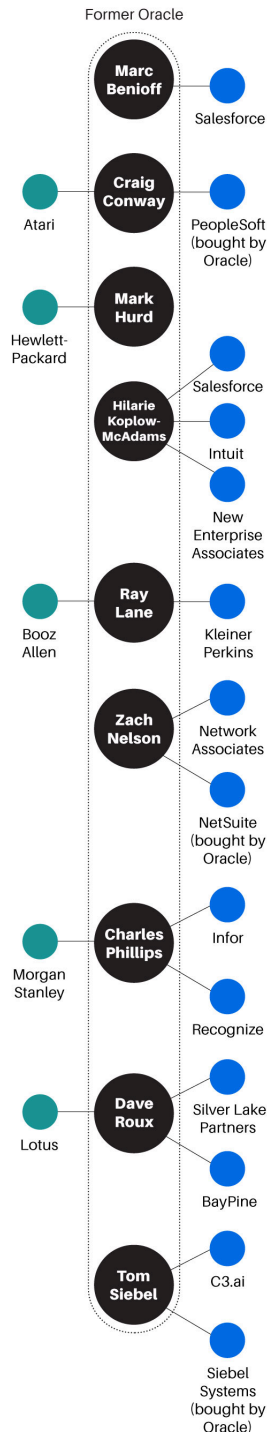 Former Oracle
Marc
Benioff
Salesforce
Craig
Conway
Atari
PeopleSoft
(bought by
Oracle)
Mark
Hurd
Hewlett-
Packard
Salesforce
Hilarie
Koplow-
McAdams
Intuit
New
Enterprise
Associates
Ray
Lane
Booz
Allen
Kleiner
Perkins
Zach
Nelson
Network
Associates
NetSuite
(bought by
Oracle)
Charles
Phillips
Infor
Morgan
Stanley
Recognize
Dave
Roux
Silver Lake
Partners
Lotus
BayPine
Tom
Siebel
C3.ai
Siebel
Systems
(bought by
Oracle)